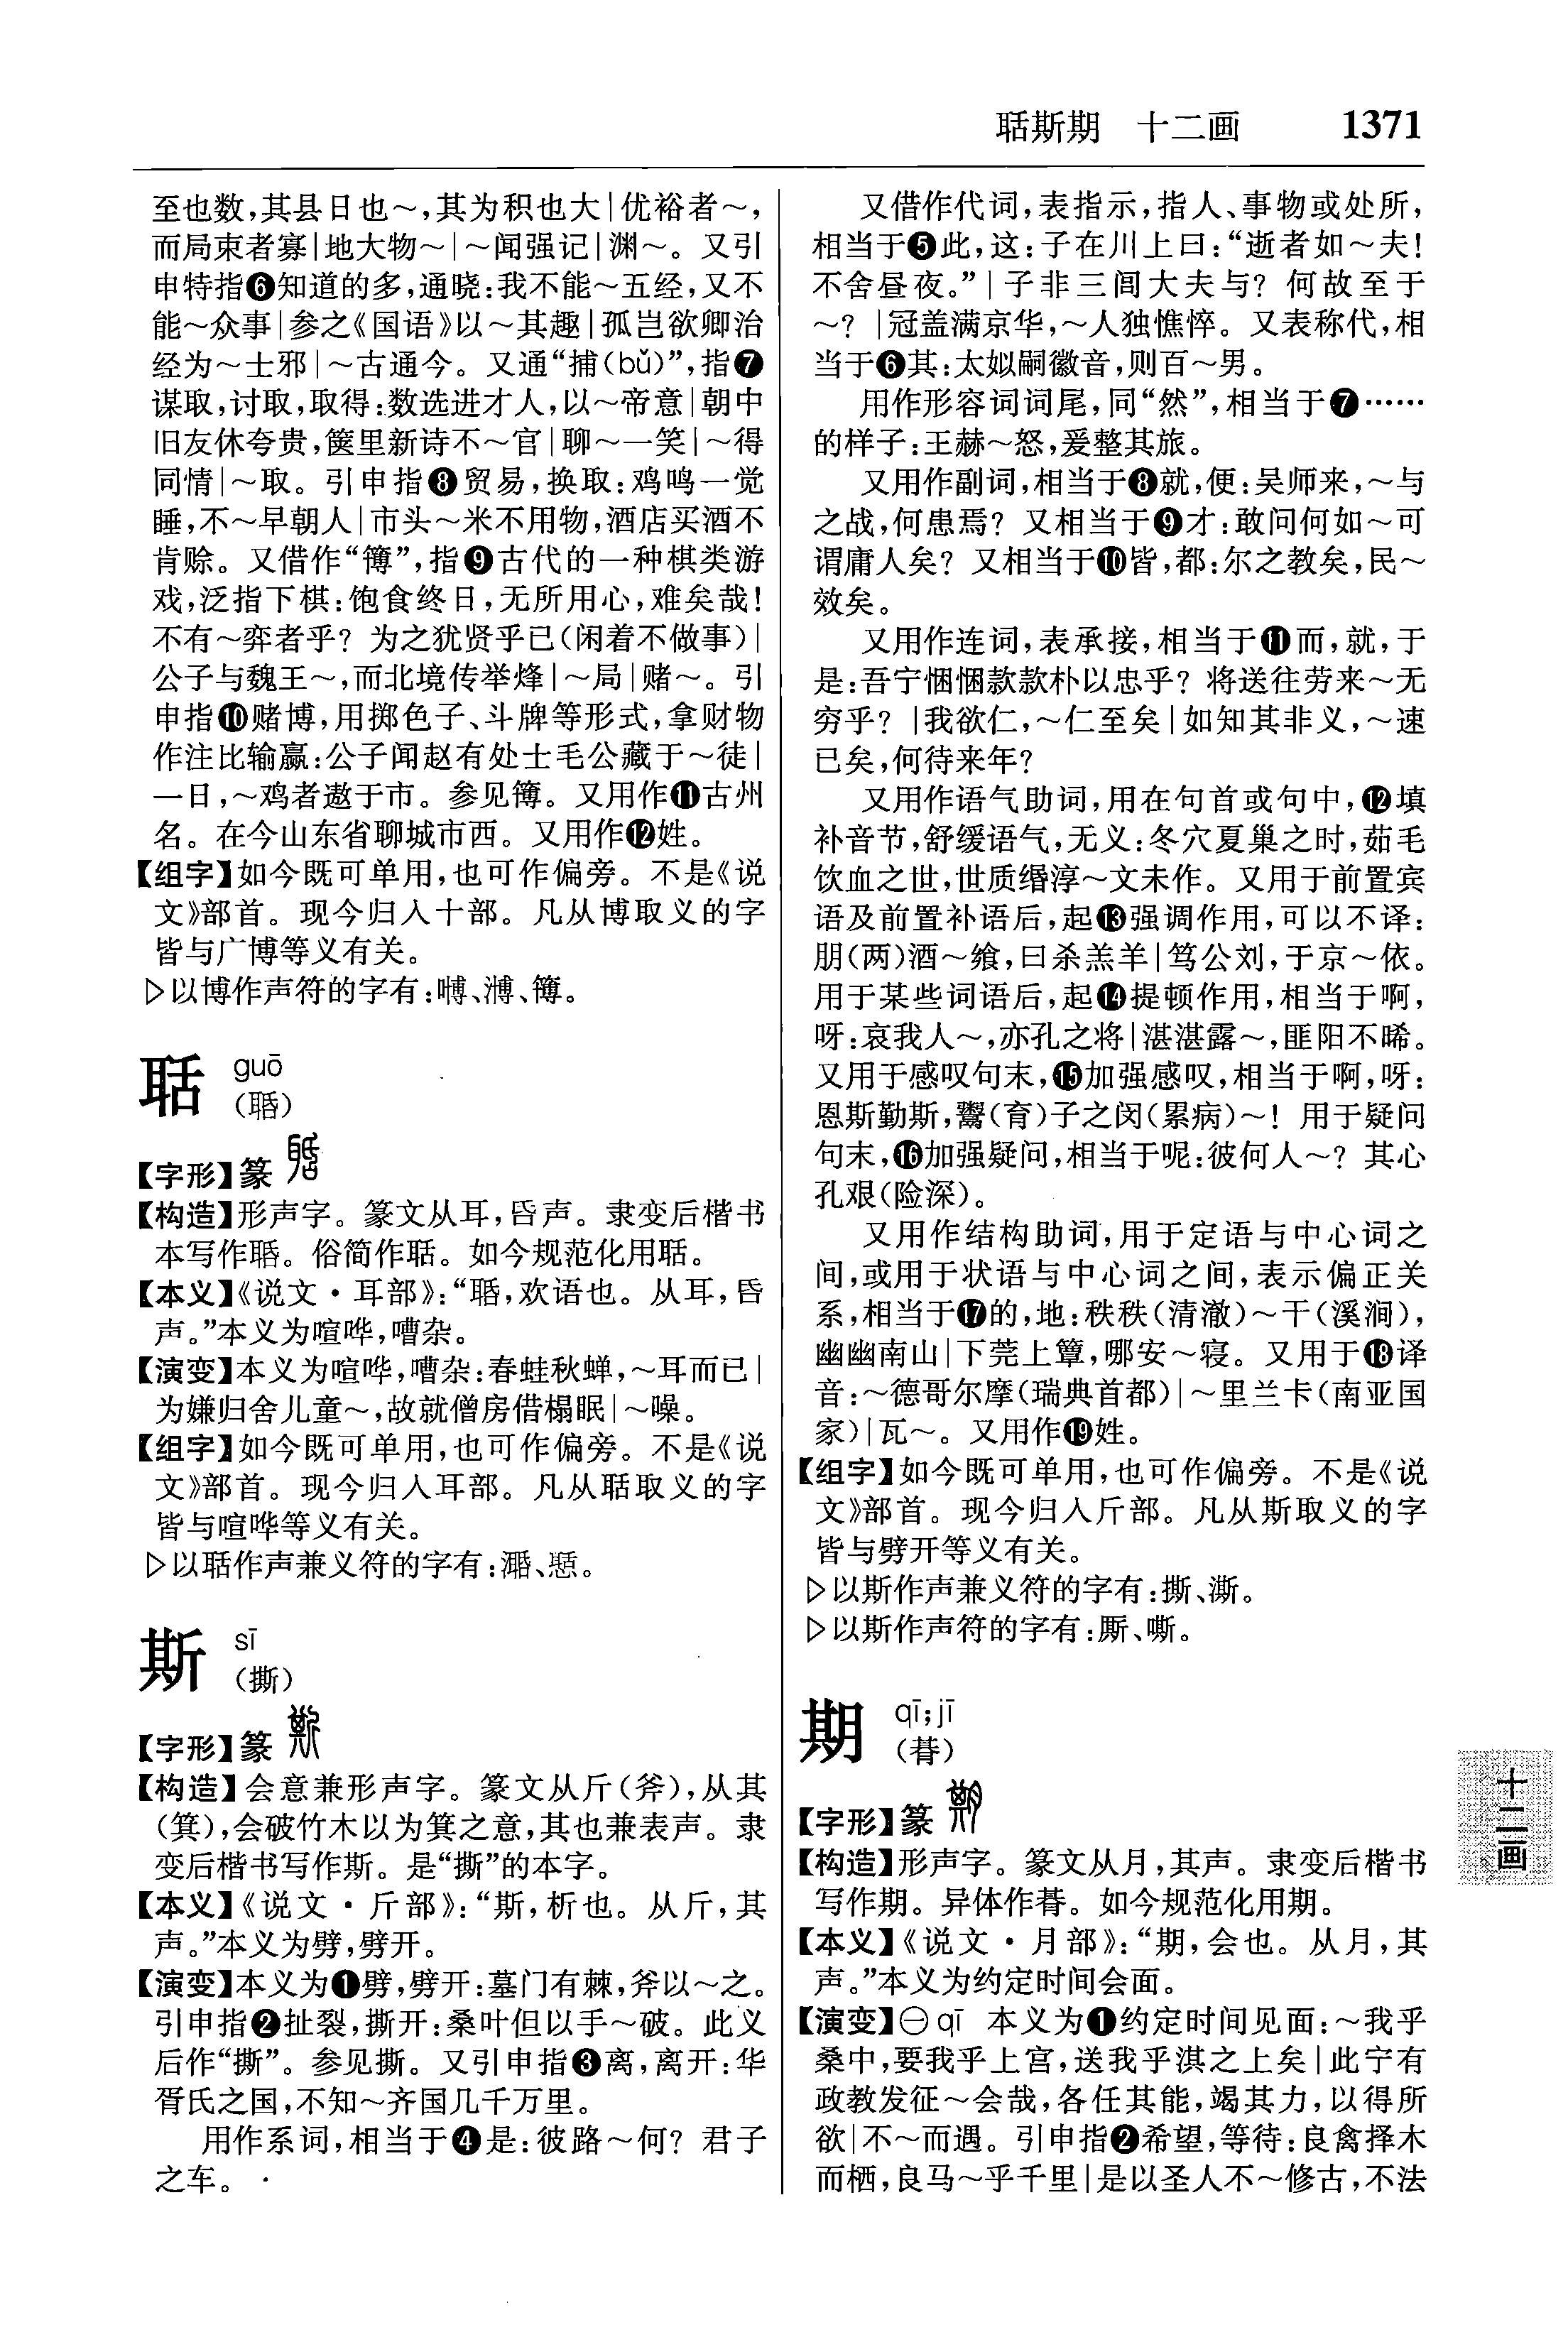 聒斯期　十二画　1371
至也数,其县日也～,其为积也大|优裕者～,
而局束者寡|地大物～|～闻强记|渊～。又引
申特指❻知道的多,通晓:我不能～五经,又不
能～众事|参之《国语》以～其趣|孤岂欲卿治
经为～士邪|～古通今。又通“捕(bǔ)”,指❼
谋取,讨取,取得:数选进才人,以～帝意|朝中
旧友休夸贵,箧里新诗不～官|聊～一笑|～得
同情|～取。引申指❽贸易,换取:鸡鸣一觉
睡,不～早朝人|市头～米不用物,酒店买酒不
肯赊。又借作“簙”,指❾古代的一种棋类游
戏,泛指下棋:饱食终日,无所用心,难矣哉!
不有～弈者乎? 为之犹贤乎已(闲着不做事)|
公子与魏王～,而北境传举烽|～局|赌～。引
申指❿赌博,用掷色子、斗牌等形式,拿财物
作注比输赢:公子闻赵有处士毛公藏于～徒|
一日,～鸡者遨于市。参见簙。又用作⓫古州
名。在今山东省聊城市西。又用作⓬姓。
【组字】如今既可单用,也可作偏旁。不是《说
文》部首。现今归入十部。凡从博取义的字
皆与广博等义有关。
▷以博作声符的字有:㗘、簙。
聒 guō
(聒)
【字形】篆
【构造】形声字。篆文从耳,昏声。隶变后楷书
本写作䎽。俗简作聒。如今规范化用聒。
【本义】《说文·耳部》:“䎽,欢语也。从耳,昏
声。”本义为喧哗,嘈杂。
【演变】本义为喧哗,嘈杂:春蛙秋蝉,～耳而已|
为嫌归舍儿童～,故就僧房借榻眠|～噪。
【组字】如今既可单用,也可作偏旁。不是《说
文》部首。现今归入耳部。凡从聒取义的字
皆与喧哗等义有关。
▷以聒作声兼义符的字有:
斯 sī
(撕)
【字形】篆
【构造】会意兼形声字。篆文从斤(斧),从其
(箕),会破竹木以为箕之意,其也兼表声。隶
变后楷书写作斯。是“撕”的本字。
【本义】《说文·斤部》:“斯,析也。从斤,其
声。”本义为劈,劈开。
【演变】本义为❶劈,劈开:墓门有棘,斧以～之。
引申指❷扯裂,撕开:桑叶但以手～破。此义
后作“撕”。参见撕。又引申指❸离,离开:华
胥氏之国,不知～齐国几千万里。
用作系词,相当于❹是:彼路～何? 君子
之车。
又借作代词,表指示,指人、事物或处所,
相当于❺此,这:子在川上曰:“逝者如～夫!
不舍昼夜。”|子非三闾大夫与? 何故至于
～? |冠盖满京华,～人独憔悴。又表称代,相
当于❻其:太姒嗣徽音,则百～男。
用作形容词词尾,同“然”,相当于❼……
的样子:王赫～怒,爰整其旅。
又用作副词,相当于❽就,便:吴师来,～与
之战,何患焉? 又相当于❾才:敢问何如～可
谓庸人矣? 又相当于❿皆,都:尔之教矣,民～
效矣。
又用作连词,表承接,相当于⓫而,就,于
是:吾宁悃悃款款朴以忠乎? 将送往劳来～无
穷乎? |我欲仁,～仁至矣|如知其非义,～速
已矣,何待来年?
又用作语气助词,用在句首或句中,⓬填
补音节,舒缓语气,无义:冬穴夏巢之时,茹毛
饮血之世,世质缗淳～文未作。又用于前置宾
语及前置补语后,起⓭强调作用,可以不译:
朋(两)酒～飨,曰杀羔羊|笃公刘,于京～依。
用于某些词语后,起⓮提顿作用,相当于啊,
呀:哀我人～,亦孔之将|湛湛露～,匪阳不晞。
又用于感叹句末,⓯加强感叹,相当于啊,呀:
恩斯勤斯,鬻(育)子之闵(累病)～! 用于疑问
句末,⓰加强疑问,相当于呢:彼何人～? 其心
孔艰(险深)。
又用作结构助词,用于定语与中心词之
间,或用于状语与中心词之间,表示偏正关
系,相当于⓱的,地:秩秩(清澈)～干(溪涧),
幽幽南山|下莞上簟,哪安～寝。又用于⓲译
音:～德哥尔摩(瑞典首都)|～里兰卡(南亚国
家)|瓦～。又用作⓳姓。
【组字】如今既可单用,也可作偏旁。不是《说
文》部首。现今归入斤部。凡从斯取义的字
皆与劈开等义有关。
▷以斯作声兼义符的字有:撕、澌。
▷以斯作声符的字有:厮、嘶。
期 qī;jī
(朞)
【字形】篆
【构造】形声字。篆文从月,其声。隶变后楷书
写作期。异体作朞。如今规范化用期。
【本义】《说文·月部》:“期,会也。从月,其
声。”本义为约定时间会面。
【演变】㊀qī 本义为❶约定时间见面:～我乎
桑中,要我乎上宫,送我乎淇之上矣|此宁有
政教发征～会哉,各任其能,竭其力,以得所
欲|不～而遇。引申指❷希望,等待:良禽择木
而栖,良马～乎千里|是以圣人不～修古,不法
十二画